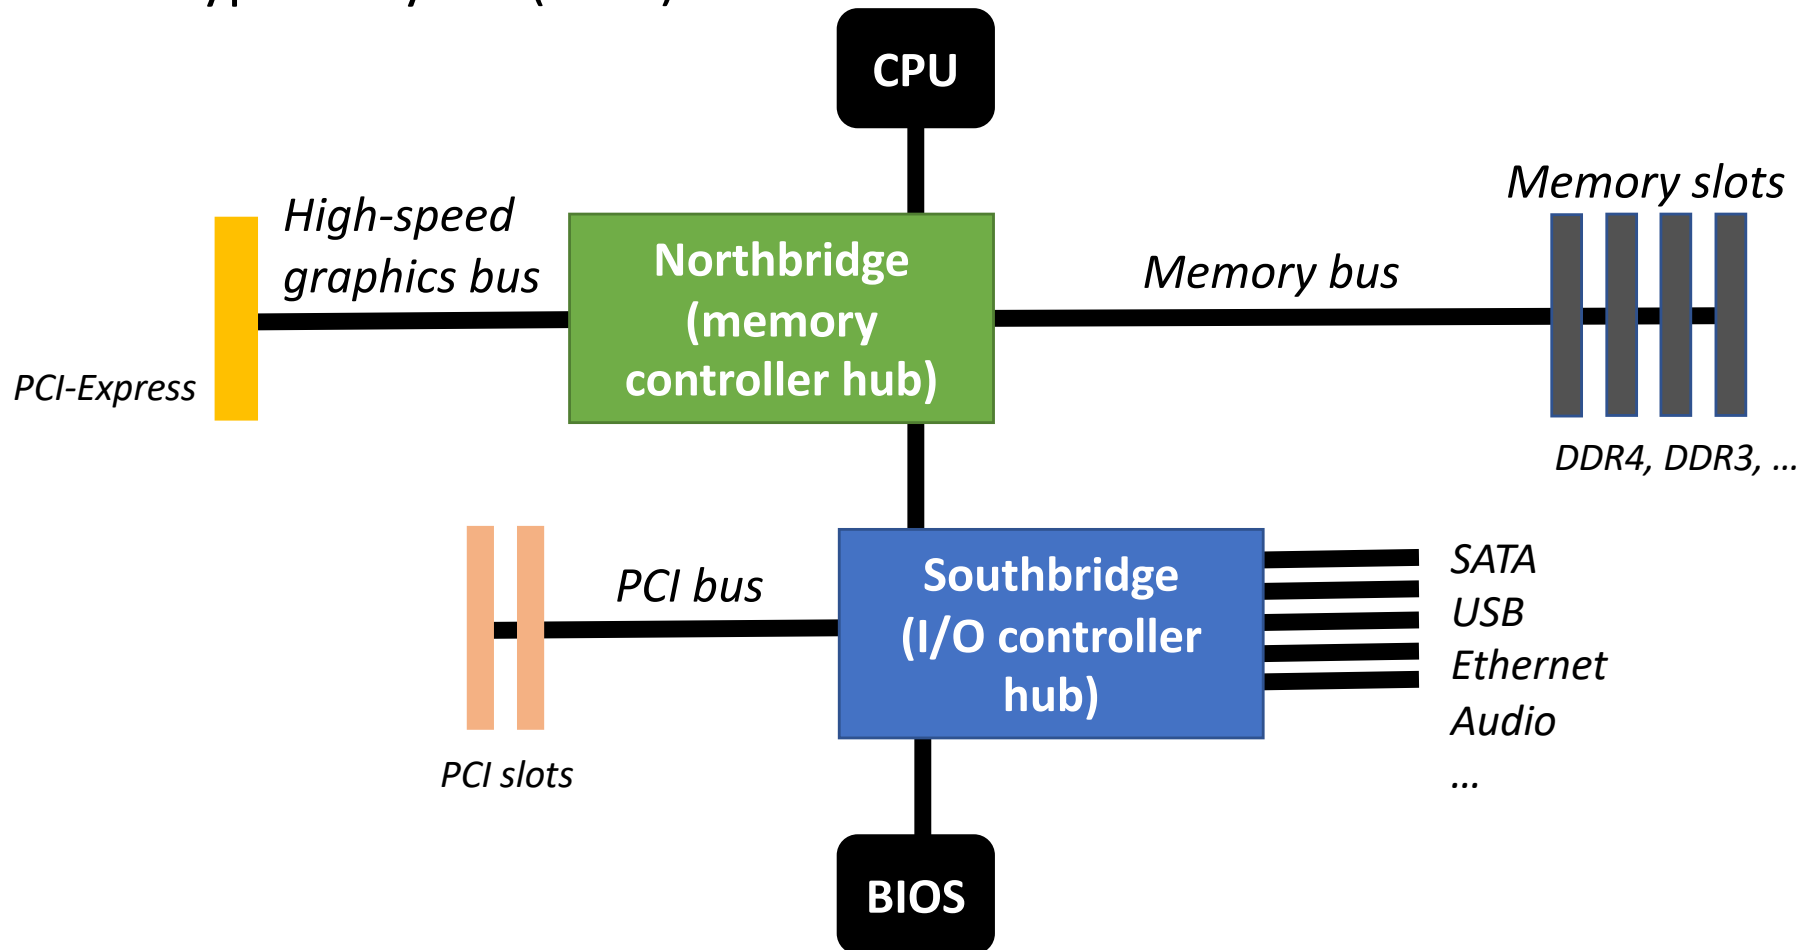 CPU
Memory slots
High-speed
graphics bus
Northbridge
(memory
controller hub)
Memory bus
PCI-Express
DDR4, DDR3, ...
PCI bus
Southbridge
(I/O controller
hub)
SATA
USB
Ethernet
Audio
...
PCI slots
BIOS